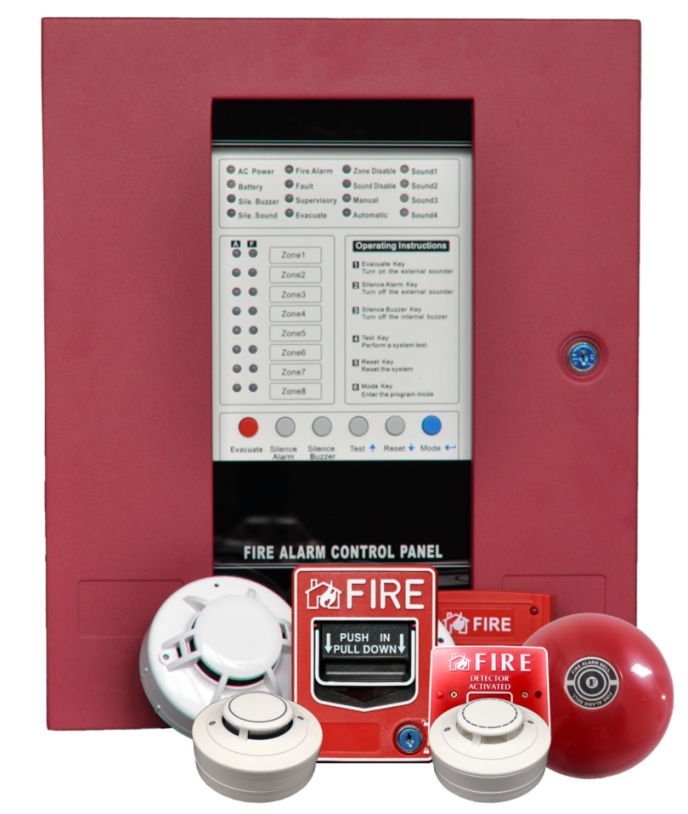 AC Power
Fire Alarm
Zone Disable
Sound1
Battery
Fault
Sound Disable
Sound2
Sile. Buzzer
Supervisory
Manual
Sound3
Sile. Sound
Evacuate
Automatic
Sound4
A F
Zone1
Zone2
Zone3
Zone4
Zone5
Zone6
Zone7
Zone8
Operating Instructions
1 Evacuate Key
Turn on the external sounder
2 Silence Alarm Key
Turn off the external sounder
3 Silence Buzzer Key
Turn off the internal buzzer
4 Test Key
Perform a system test
5 Reset Key
Reset the system
6 Mode Key
Enter the program mode
Evacuate
Silence
Alarm
Silence
Buzzer
Test ↑
Reset ↓
Mode ↵
FIRE ALARM CONTROL PANEL
FIRE
PUSH IN
PULL DOWN
FIRE
FIRE
DETECTOR
ACTIVATED
FIRE ALARM BELL